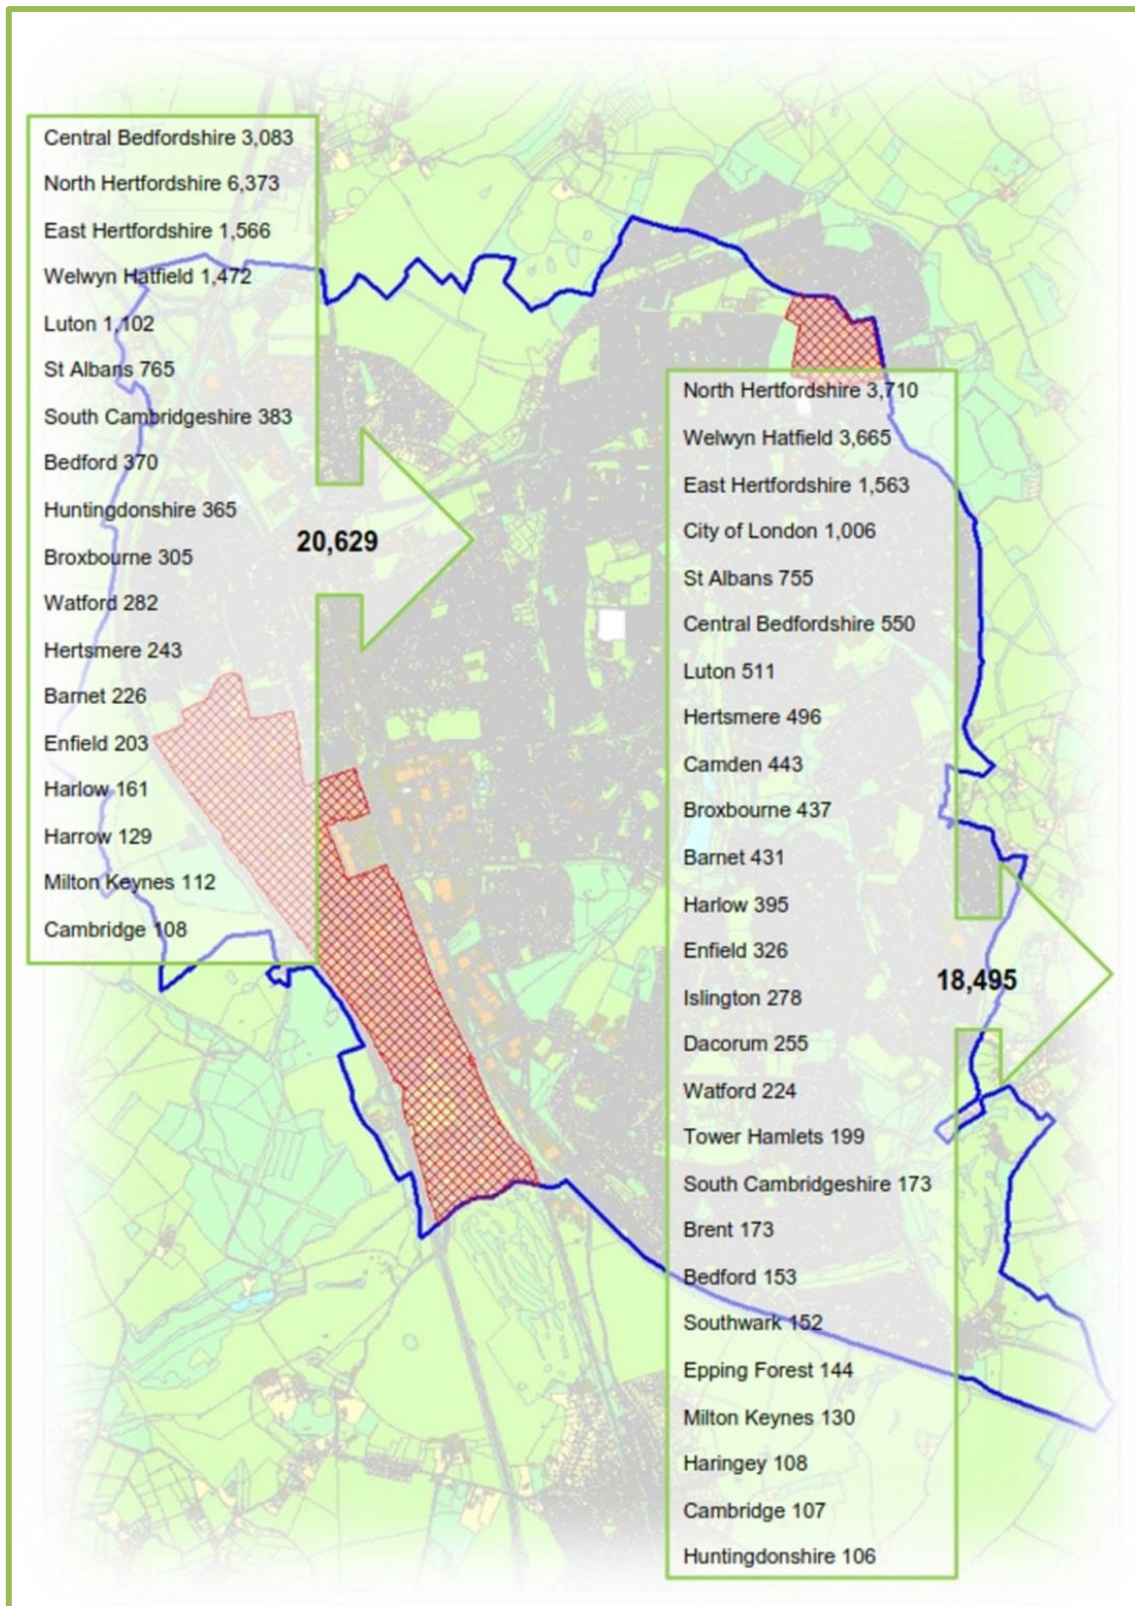 Central Bedfordshire 3,083
North Hertfordshire 6,373
East Hertfordshire 1,566
Welwyn Hatfield 1,472
Luton 1,102
St Albans 765
South Cambridgeshire 383
Bedford 370
Huntingdonshire 365
Broxbourne 305
Watford 282
Hertsmere 243
Barnet 226
Enfield 203
Harlow 161
Harrow 129
Milton Keynes 112
Cambridge 108
20,629
North Hertfordshire 3,710
Welwyn Hatfield 3,665
East Hertfordshire 1,563
City of London 1,006
St Albans 755
Central Bedfordshire 550
Luton 511
Hertsmere 496
Camden 443
Broxbourne 437
Barnet 431
Harlow 395
Enfield 326
Islington 278
Dacorum 255
Watford 224
Tower Hamlets 199
South Cambridgeshire 173
Brent 173
Bedford 153
Southwark 152
Epping Forest 144
Milton Keynes 130
Haringey 108
Cambridge 107
Huntingdonshire 106
18,495